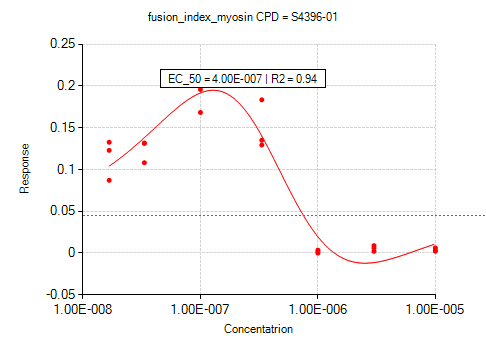 fusion_index_myosin CPD = S4396-01
0.25
EC_50 = 4.00E-007 | R2 = 0.94
0.2
0.15
Response
0.1
0.05
0
-0.05
1.00E-008 1.00E-007 1.00E-006 1.00E-005
Concentatrion